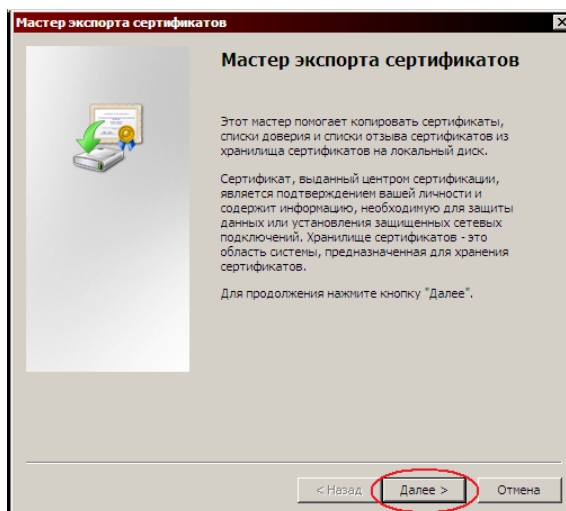 Мастер экспорта сертификатов
Мастер экспорта сертификатов
Этот мастер помогает копировать сертификаты,
списки доверия и списки отзыва сертификатов из
хранилища сертификатов на локальный диск.
Сертификат, выданный центром сертификации,
является подтверждением вашей личности и
содержит информацию, необходимую для защиты
данных или установления защищенных сетевых
подключений. Хранилище сертификатов - это
область системы, предназначенная для хранения
сертификатов.
Для продолжения нажмите кнопку "Далее".
< Назад Далее > Отмена